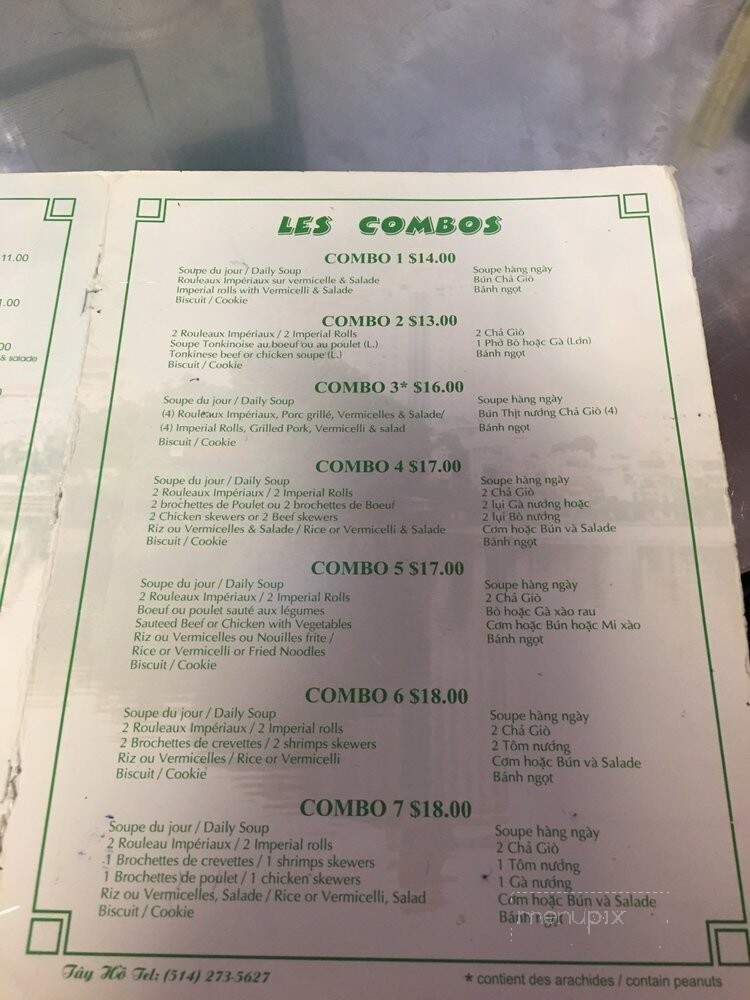 11.00
1.00
00
& salade
LES COMBOS
COMBO 1 $14.00
Soupe du jour / Daily Soup
Rouleaux Impériaux sur vermicelle & Salade
Imperial rolls with Vermicelli & Salade
Biscuit / Cookie
Soupe hàng ngày
Bún Chả Giò
Bánh ngọt
COMBO 2 $13.00
2 Rouleaux Impériaux / 2 Imperial Rolls
Soupe Tonkinoise au boeuf ou au poulet (L.)
Tonkinese beef or chicken soupe (L.)
Biscuit / Cookie
2 Chả Giò
1 Phở Bò hoặc Gà (Lớn)
Bánh ngọt
COMBO 3* $16.00
Soupe du jour / Daily Soup
(4) Rouleaux Impériaux, Porc grillé, Vermicelles & Salade/
(4) Imperial Rolls, Grilled Pork, Vermicelli & salad
Biscuit / Cookie
Soupe hàng ngày
Bún Thịt nướng Chả Giò (4)
Bánh ngọt
COMBO 4 $17.00
Soupe du jour / Daily Soup
2 Rouleaux Impériaux / 2 Imperial Rolls
2 brochettes de Poulet ou 2 brochettes de Boeuf
2 Chicken skewers or 2 Beef skewers
Riz ou Vermicelles & Salade / Rice or Vermicelli & Salade
Biscuit / Cookie
Soupe hàng ngày
2 Chả Giò
2 lụi Gà nướng hoặc
2 lụi Bò nướng
Cơm hoặc Bún và Salade
Bánh ngọt
COMBO 5 $17.00
Soupe du jour / Daily Soup
2 Rouleaux Impériaux / 2 Imperial Rolls
Boeuf ou poulet sauté aux légumes
Sauteed Beef or Chicken with Vegetables
Riz ou Vermicelles ou Nouilles frite /
Rice or Vermicelli or Fried Noodles
Biscuit / Cookie
Soupe hàng ngày
2 Chả Giò
Bò hoặc Gà xào rau
Cơm hoặc Bún hoặc Mì xào
Bánh ngọt
COMBO 6 $18.00
Soupe du jour / Daily Soup
2 Rouleaux Impériaux / 2 Imperial rolls
2 Brochettes de crevettes / 2 shrimps skewers
Riz ou Vermicelles / Rice or Vermicelli
Biscuit / Cookie
Soupe hàng ngày
2 Chả Giò
2 Tôm nướng
Cơm hoặc Bún và Salade
Bánh ngọt
COMBO 7 $18.00
Soupe du jour / Daily Soup
2 Rouleau Impériaux / 2 Imperial rolls
1 Brochettes de crevettes / 1 shrimps skewers
1 Brochettes de poulet / 1 chicken skewers
Riz ou Vermicelles, Salade / Rice or Vermicelli, Salad
Biscuit / Cookie
Soupe hàng ngày
2 Chả Giò
1 Tôm nướng
1 Gà nướng
Cơm hoặc Bún và Salade
Bánh ngọt
menupix
Tây Hồ Tel: (514) 273-5627
* contient des arachides / contain peanuts